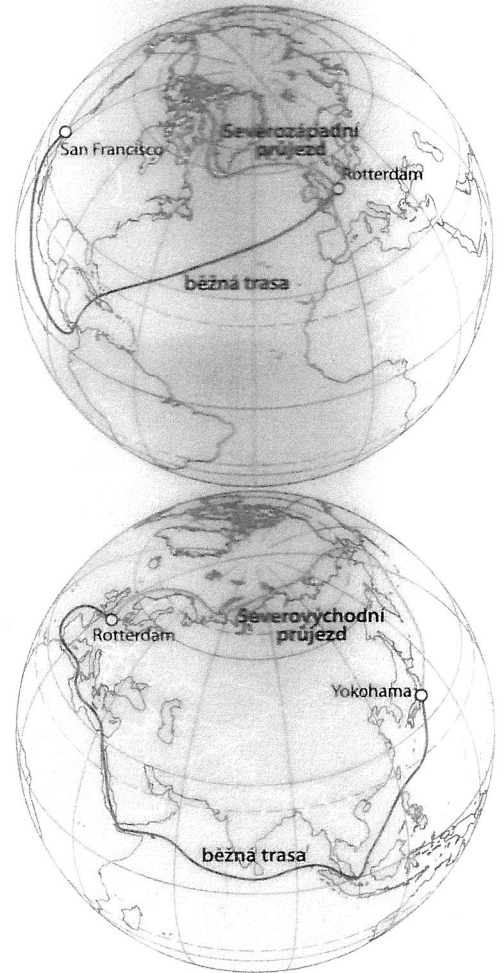 San Francisco
Severozápadní
průjezd
Rotterdam
běžná trasa
Rotterdam
Severovýchodní
průjezd
Yokohama
běžná trasa